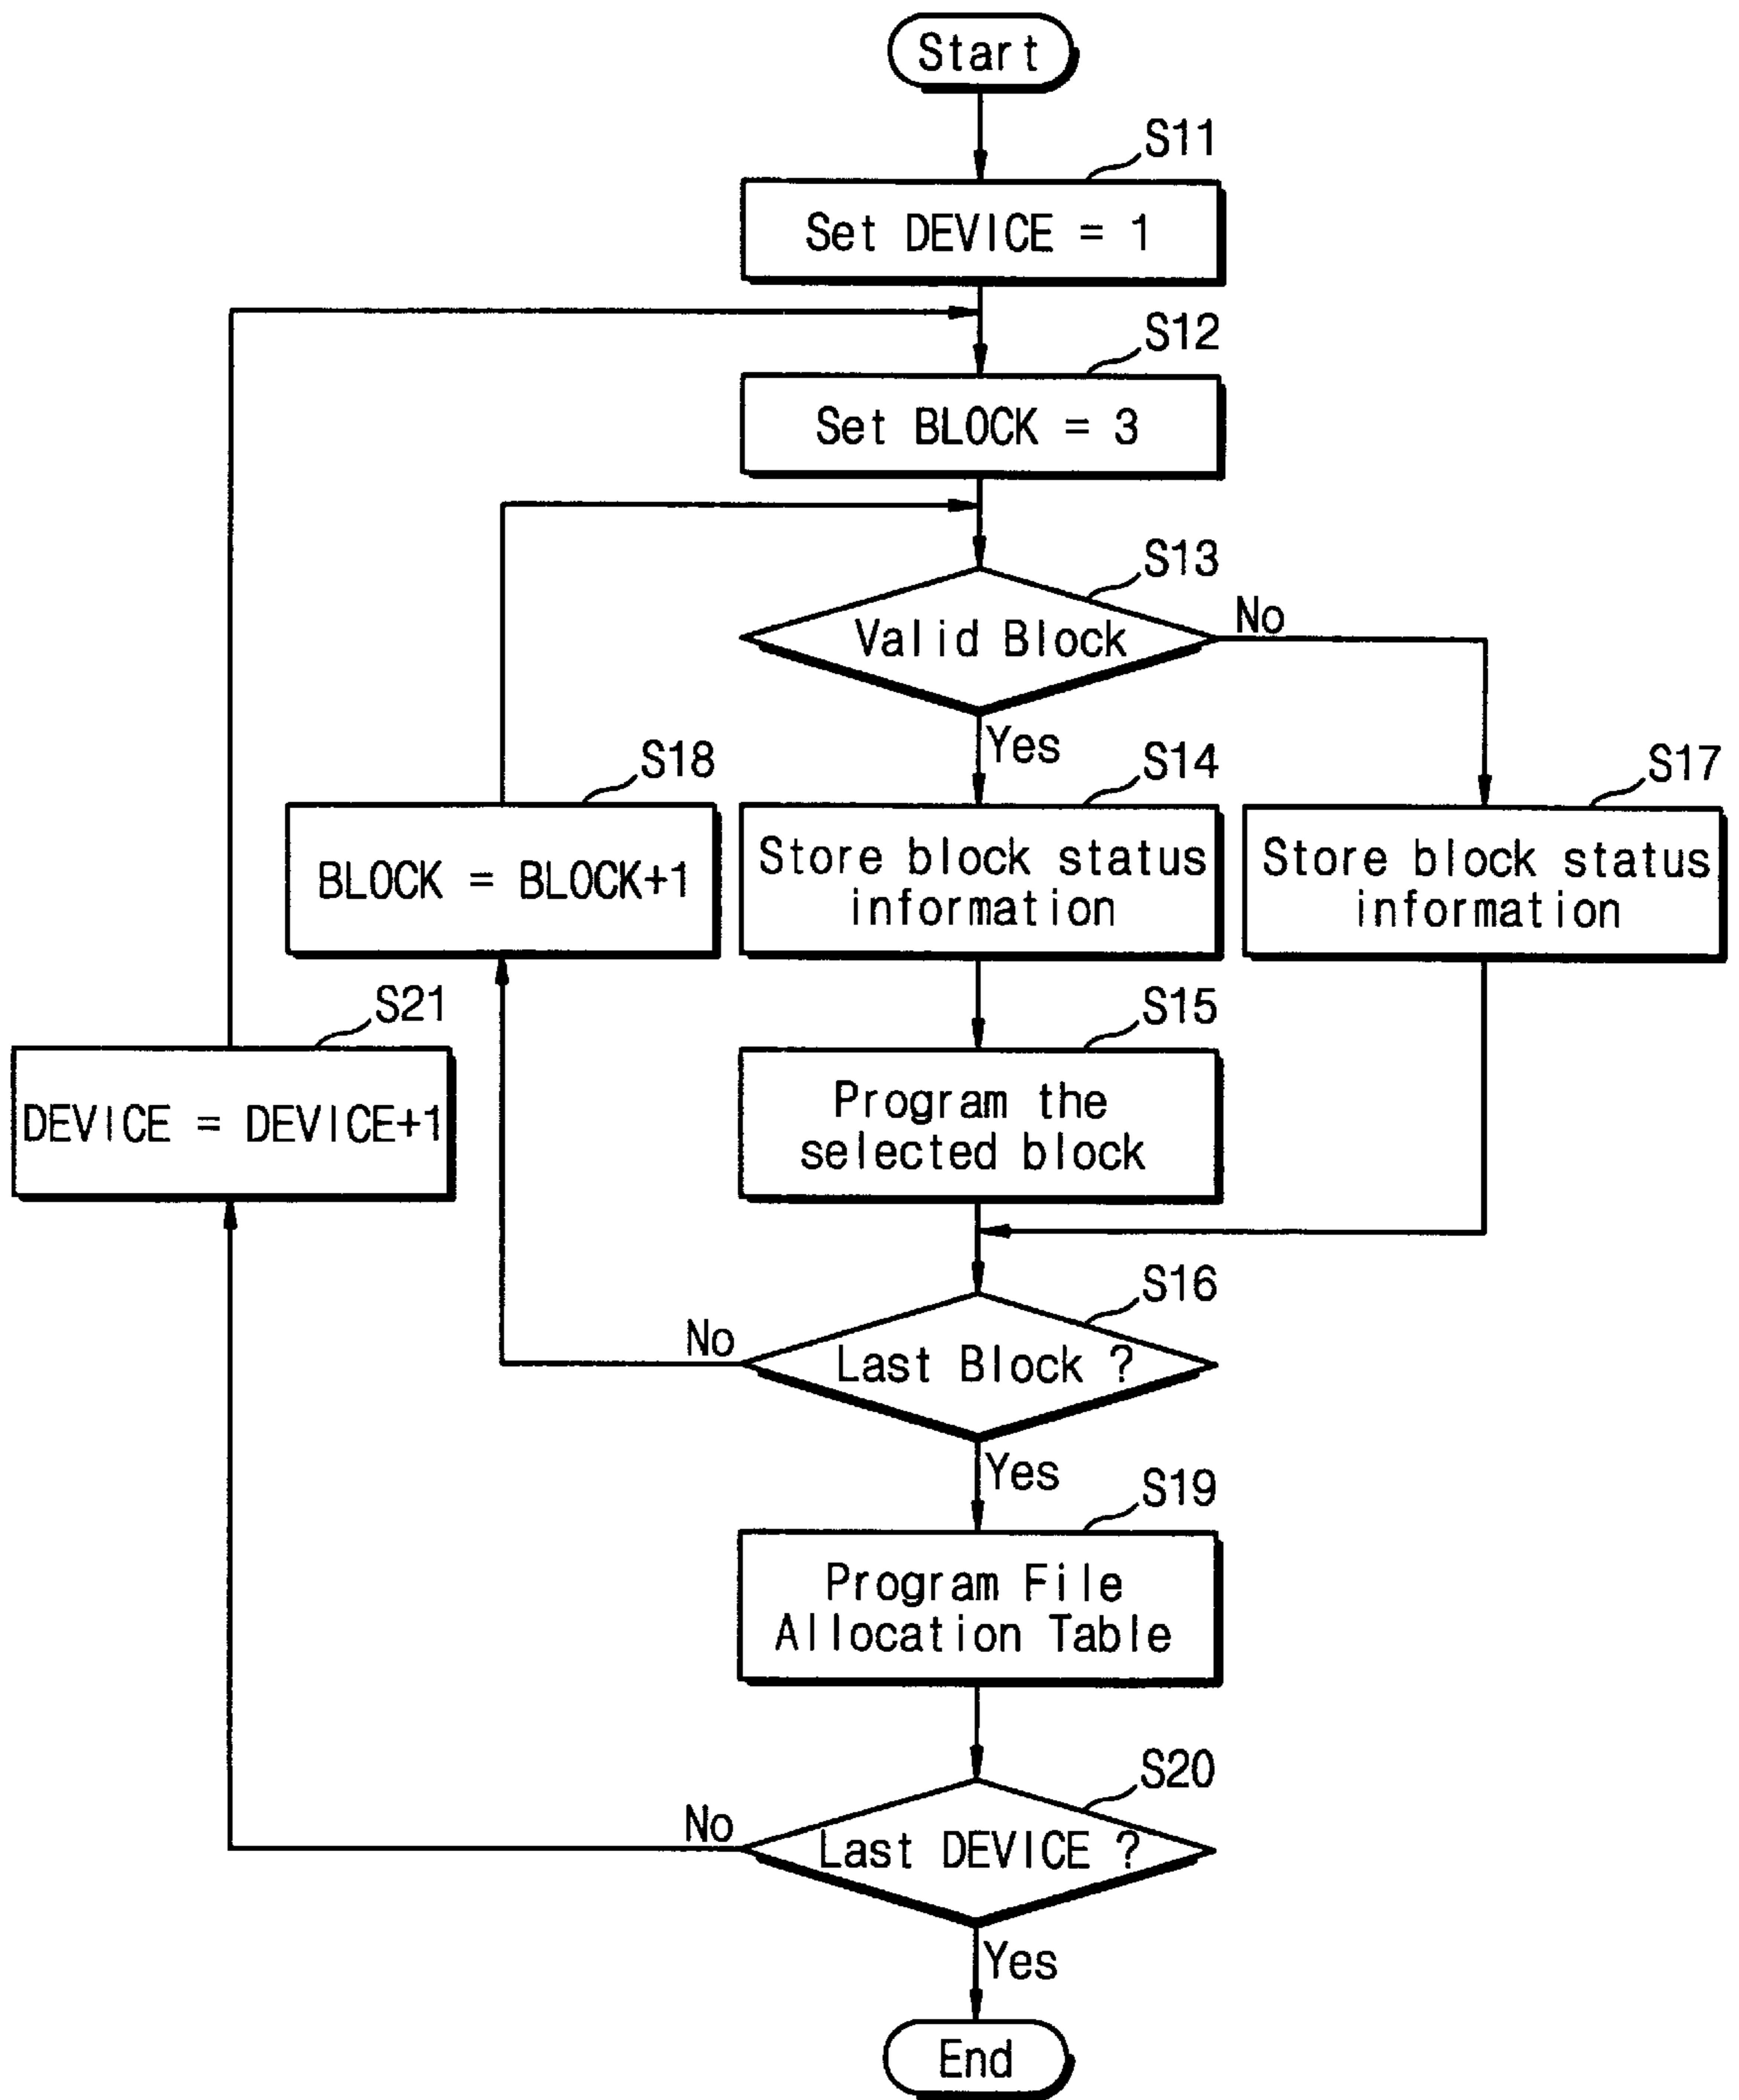 Start
S11
Set DEVICE = 1
S12
Set BLOCK = 3
S13
Valid Block
No
Yes
S18
S14
S17
BLOCK = BLOCK+1
Store block status
information
Store block status
information
S21
S15
DEVICE = DEVICE+1
Program the
selected block
S16
No
Last Block ?
Yes
S19
Program File
Allocation Table
S20
No
Last DEVICE ?
Yes
End